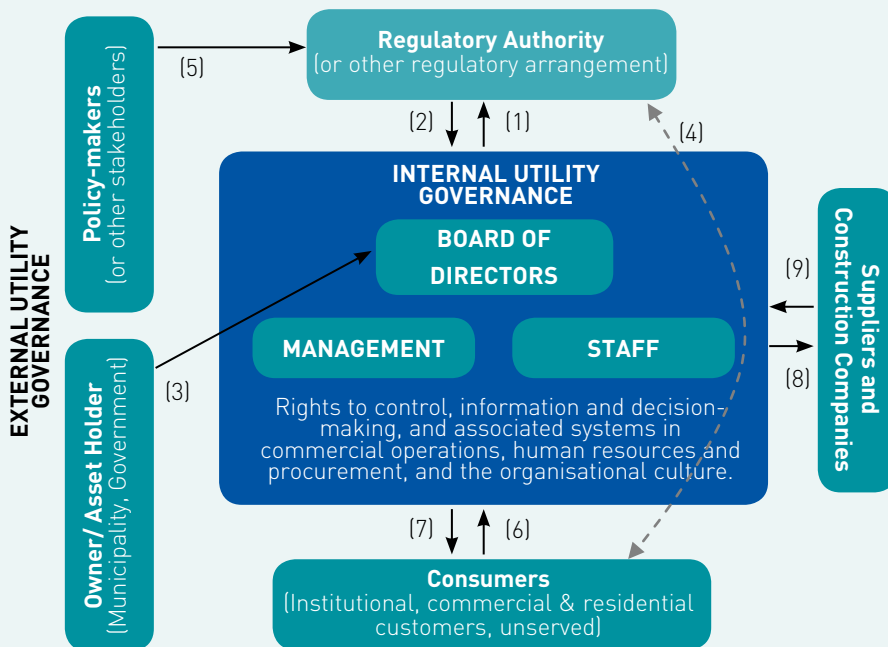 EXTERNAL UTILITY
GOVERNANCE
Policy-makers
(or other stakeholders)
(5)
Regulatory Authority
(or other regulatory arrangement)
(2)
(1)
(4)
INTERNAL UTILITY
GOVERNANCE
BOARD OF
DIRECTORS
MANAGEMENT
STAFF
Rights to control, information and decision-
making, and associated systems in
commercial operations, human resources and
procurement, and the organisational culture.
Owner/ Asset Holder
(Municipality, Government)
(3)
(9)
(8)
Suppliers and
Construction Companies
(7)
(6)
Consumers
(Institutional, commercial & residential
customers, unserved)